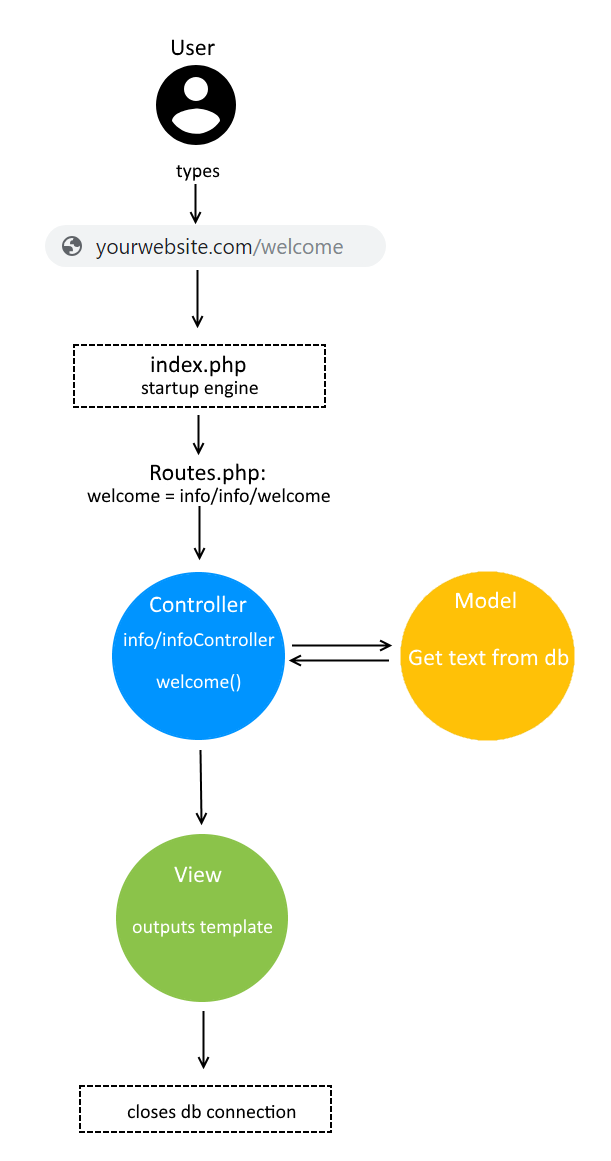 User
types
yourwebsite.com/welcome
index.php
startup engine
Routes.php:
welcome = info/info/welcome
Controller
info/infoController
welcome()
Model
Get text from db
View
outputs template
closes db connection